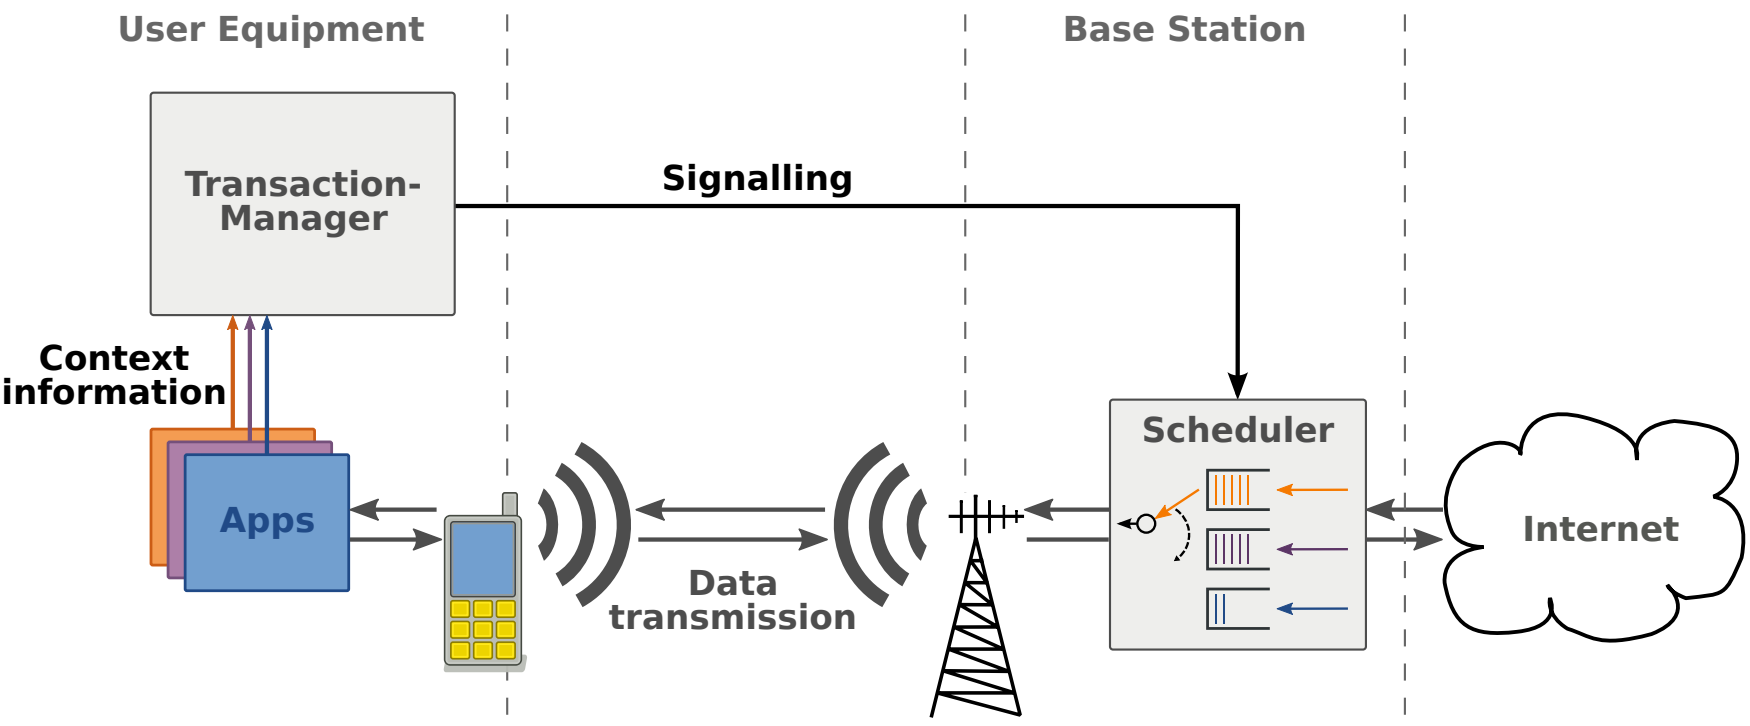 User Equipment
Base Station
Transaction-
Manager
Signalling
Context
information
Scheduler
Apps
Internet
Data
transmission